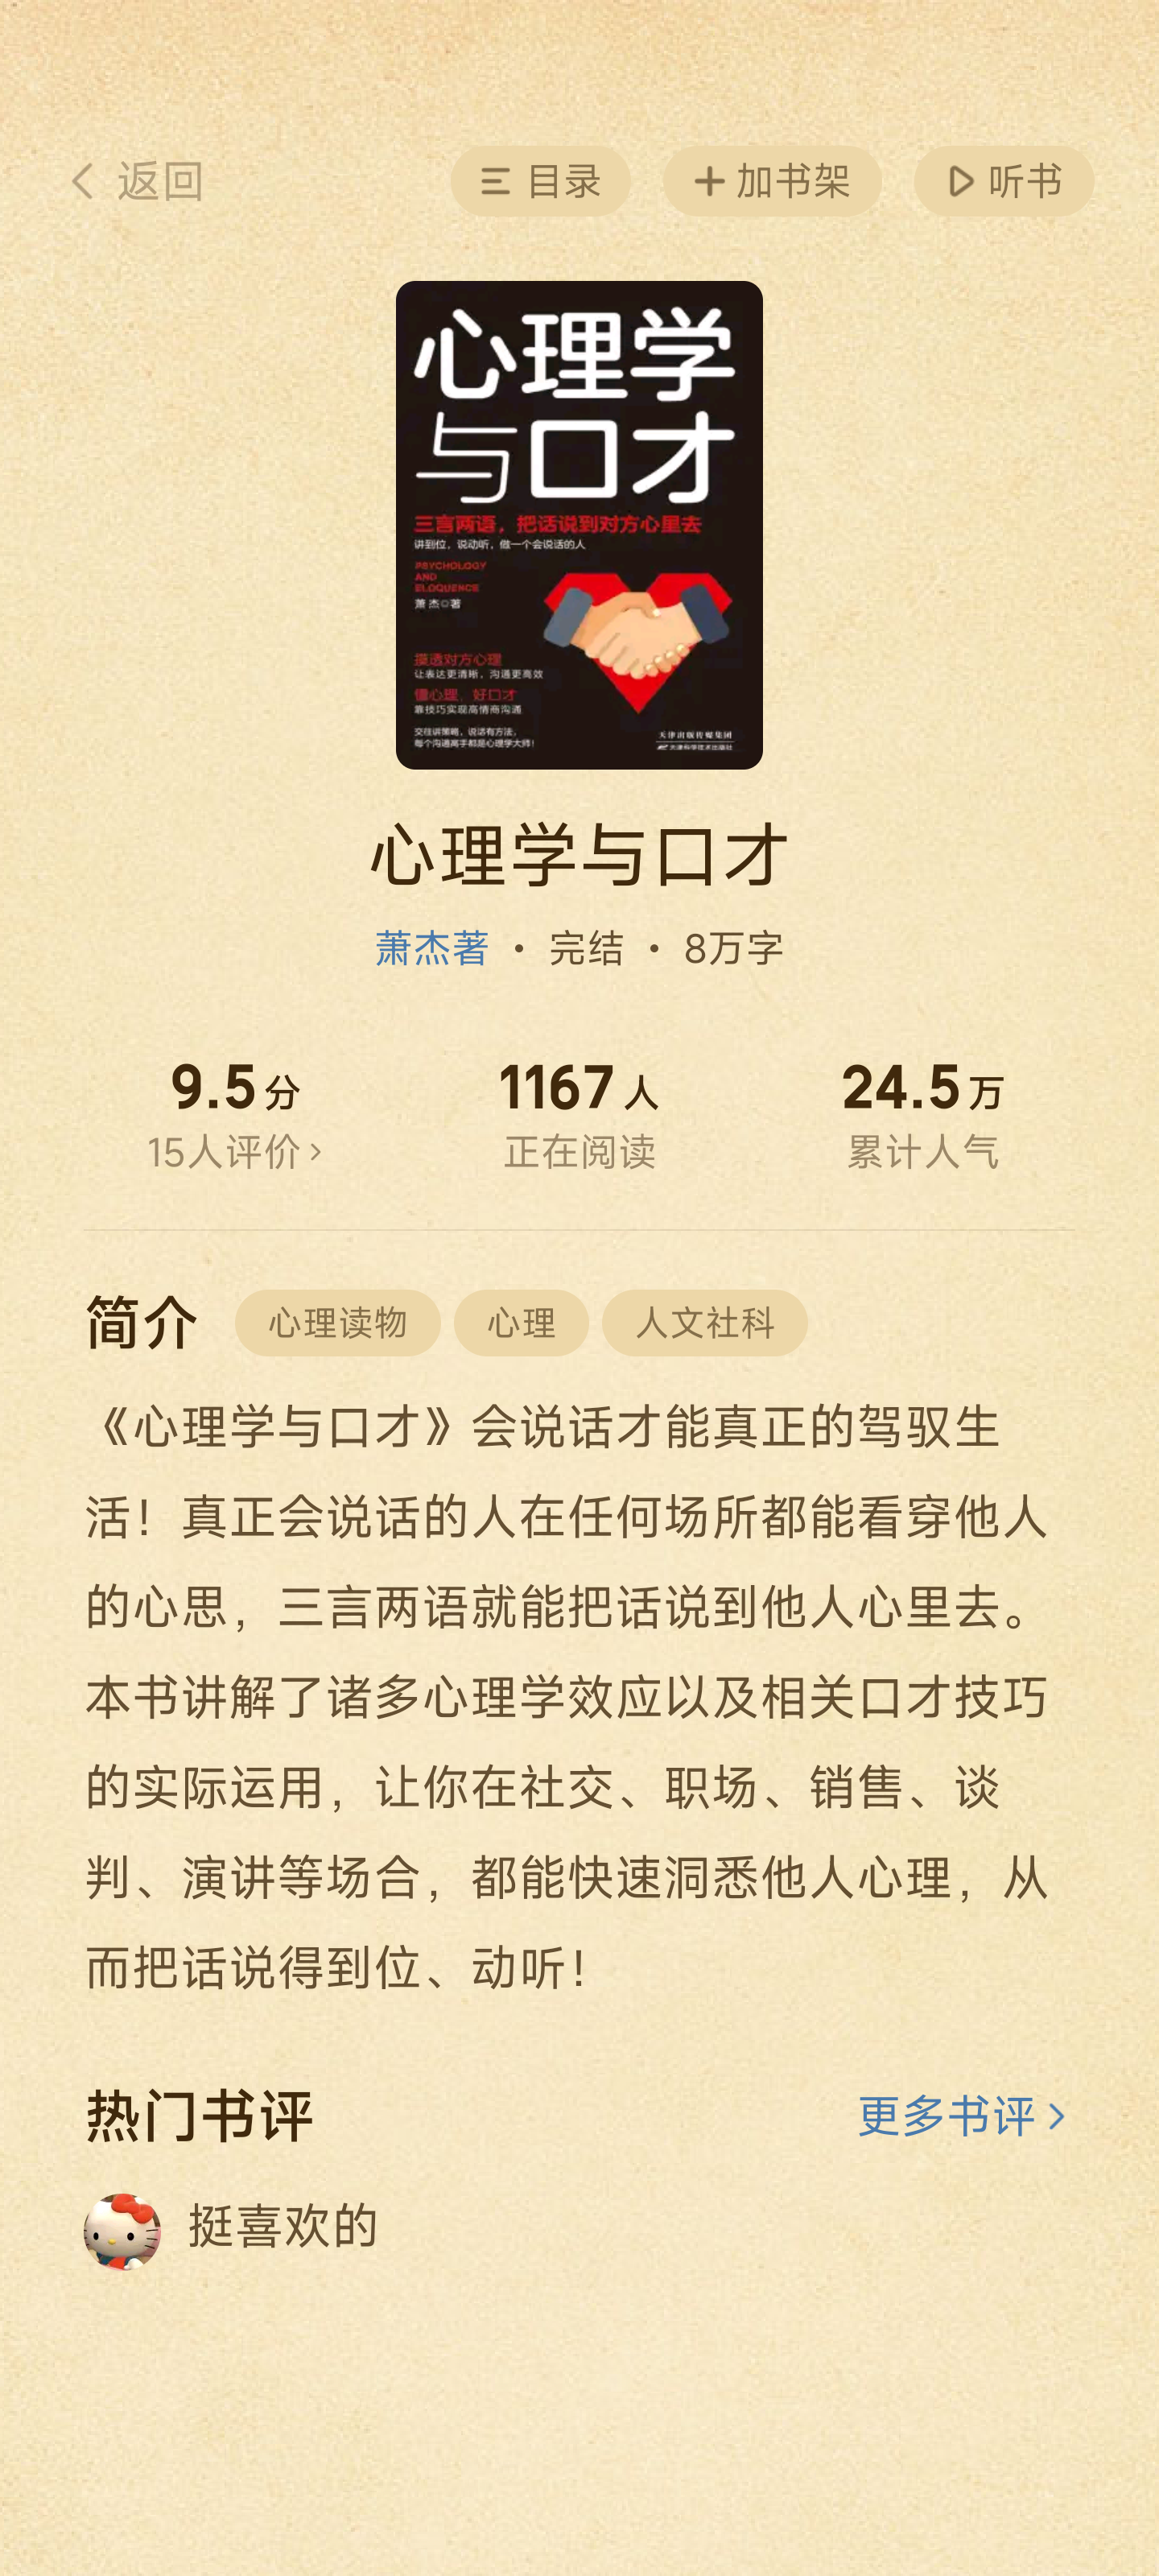 返回
目录
加书架
听书
心理学
与口才
三言两语，把话说到对方心里去
讲到位，说动听，做一个会说话的人
PSYCHOLOGY
AND
ELOQUENCE
萧 杰◎著
摸透对方心理
让表达更清晰，沟通更高效
懂心理，好口才
靠技巧实现高情商沟通
交往讲策略，说话有方法，
每个沟通高手都是心理学大师！
天津出版传媒集团
天津科学技术出版社
心理学与口才
萧杰著 · 完结 · 8万字
9.5分
15人评价
1167人
正在阅读
24.5万
累计人气
简介
心理读物
心理
人文社科
《心理学与口才》会说话才能真正的驾驭生
活！真正会说话的人在任何场所都能看穿他人
的心思，三言两语就能把话说到他人心里去。
本书讲解了诸多心理学效应以及相关口才技巧
的实际运用，让你在社交、职场、销售、谈
判、演讲等场合，都能快速洞悉他人心理，从
而把话说得到位、动听！
热门书评
更多书评
挺喜欢的